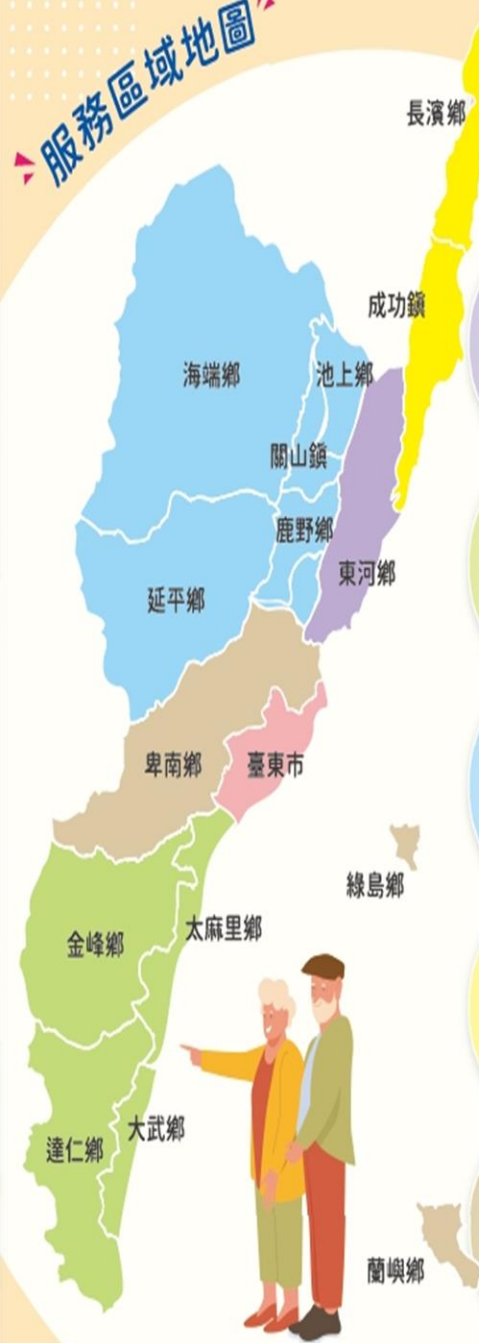 服務區域地圖
長濱鄉
成功鎮
海端鄉
池上鄉
關山鎮
鹿野鄉
東河鄉
延平鄉
卑南鄉
臺東市
綠島鄉
太麻里鄉
金峰鄉
大武鄉
達仁鄉
蘭嶼鄉